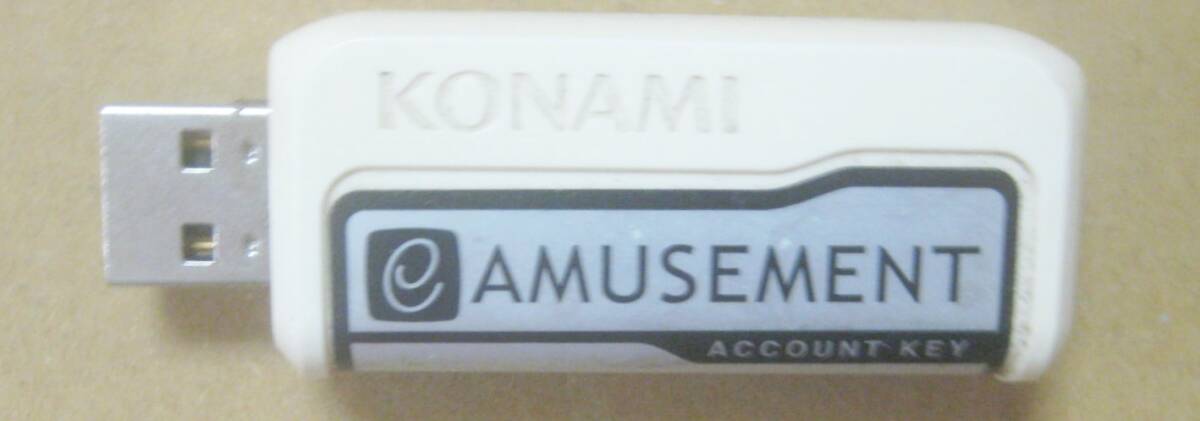 KONAMI
e AMUSEMENT
ACCOUNT KEY